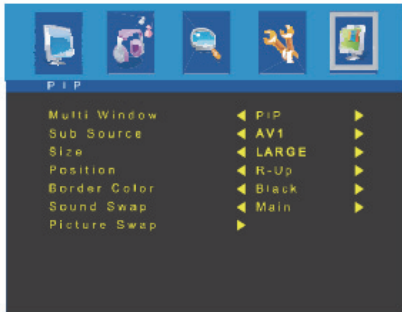 PIP
Multi Window PIP
Sub Source AV1
Size LARGE
Position R-Up
Border Color Black
Sound Swap Main
Picture Swap